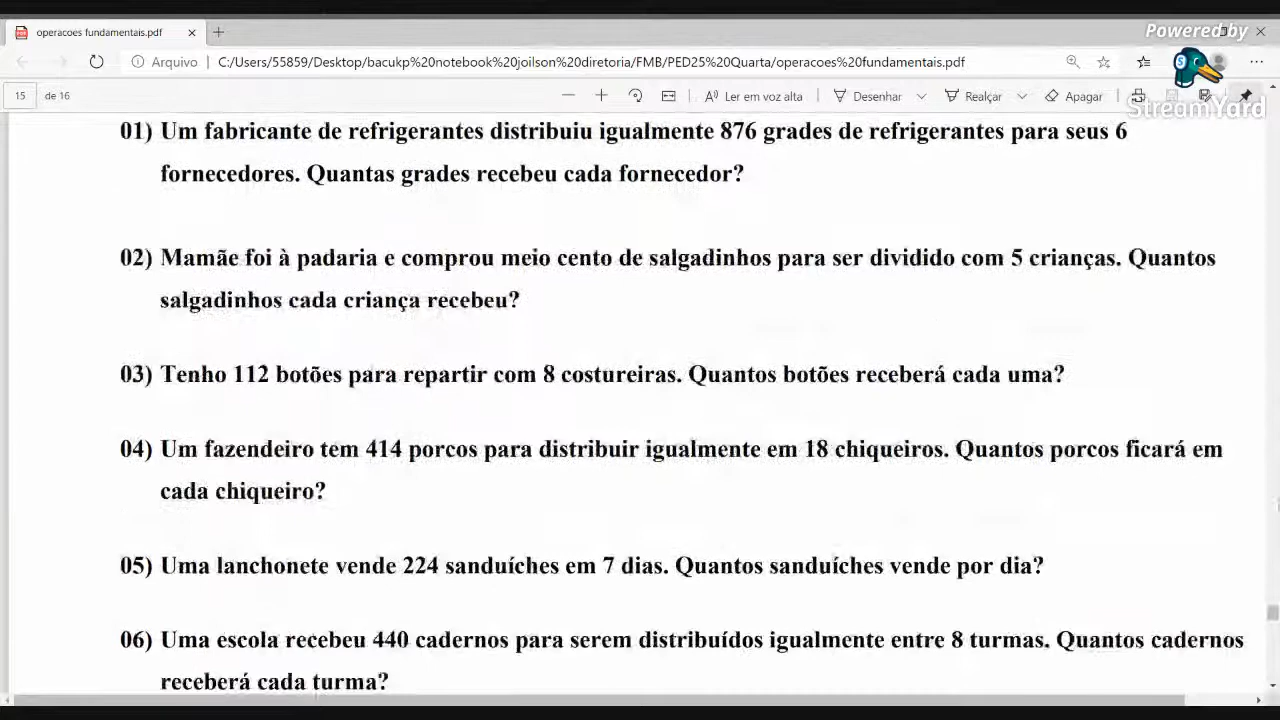 operacoes fundamentais.pdf
Powered by
Arquivo C:/Users/55859/Desktop/bacukp%20notebook%20joilson%20diretoria/FMB/PED25%20Quarta/operacoes%20fundamentais.pdf
15 de 16 Ler em voz alta Desenhar Realçar Apagar
StreamYard
01) Um fabricante de refrigerantes distribuiu igualmente 876 grades de refrigerantes para seus 6
fornecedores. Quantas grades recebeu cada fornecedor?
02) Mamãe foi à padaria e comprou meio cento de salgadinhos para ser dividido com 5 crianças. Quantos
salgadinhos cada criança recebeu?
03) Tenho 112 botões para repartir com 8 costureiras. Quantos botões receberá cada uma?
04) Um fazendeiro tem 414 porcos para distribuir igualmente em 18 chiqueiros. Quantos porcos ficará em
cada chiqueiro?
05) Uma lanchonete vende 224 sanduíches em 7 dias. Quantos sanduíches vende por dia?
06) Uma escola recebeu 440 cadernos para serem distribuídos igualmente entre 8 turmas. Quantos cadernos
receberá cada turma?